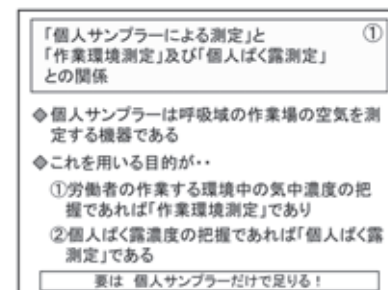 「個人サンプラーによる測定」と ①
「作業環境測定」及び「個人ばく露測定」
との関係
◆個人サンプラーは呼吸域の作業場の空気を測
定する機器である
◆これを用いる目的が・・
①労働者の作業する環境中の気中濃度の把
握であれば「作業環境測定」であり
②個人ばく露濃度の把握であれば「個人ばく露
測定」である
要は 個人サンプラーだけで足りる！